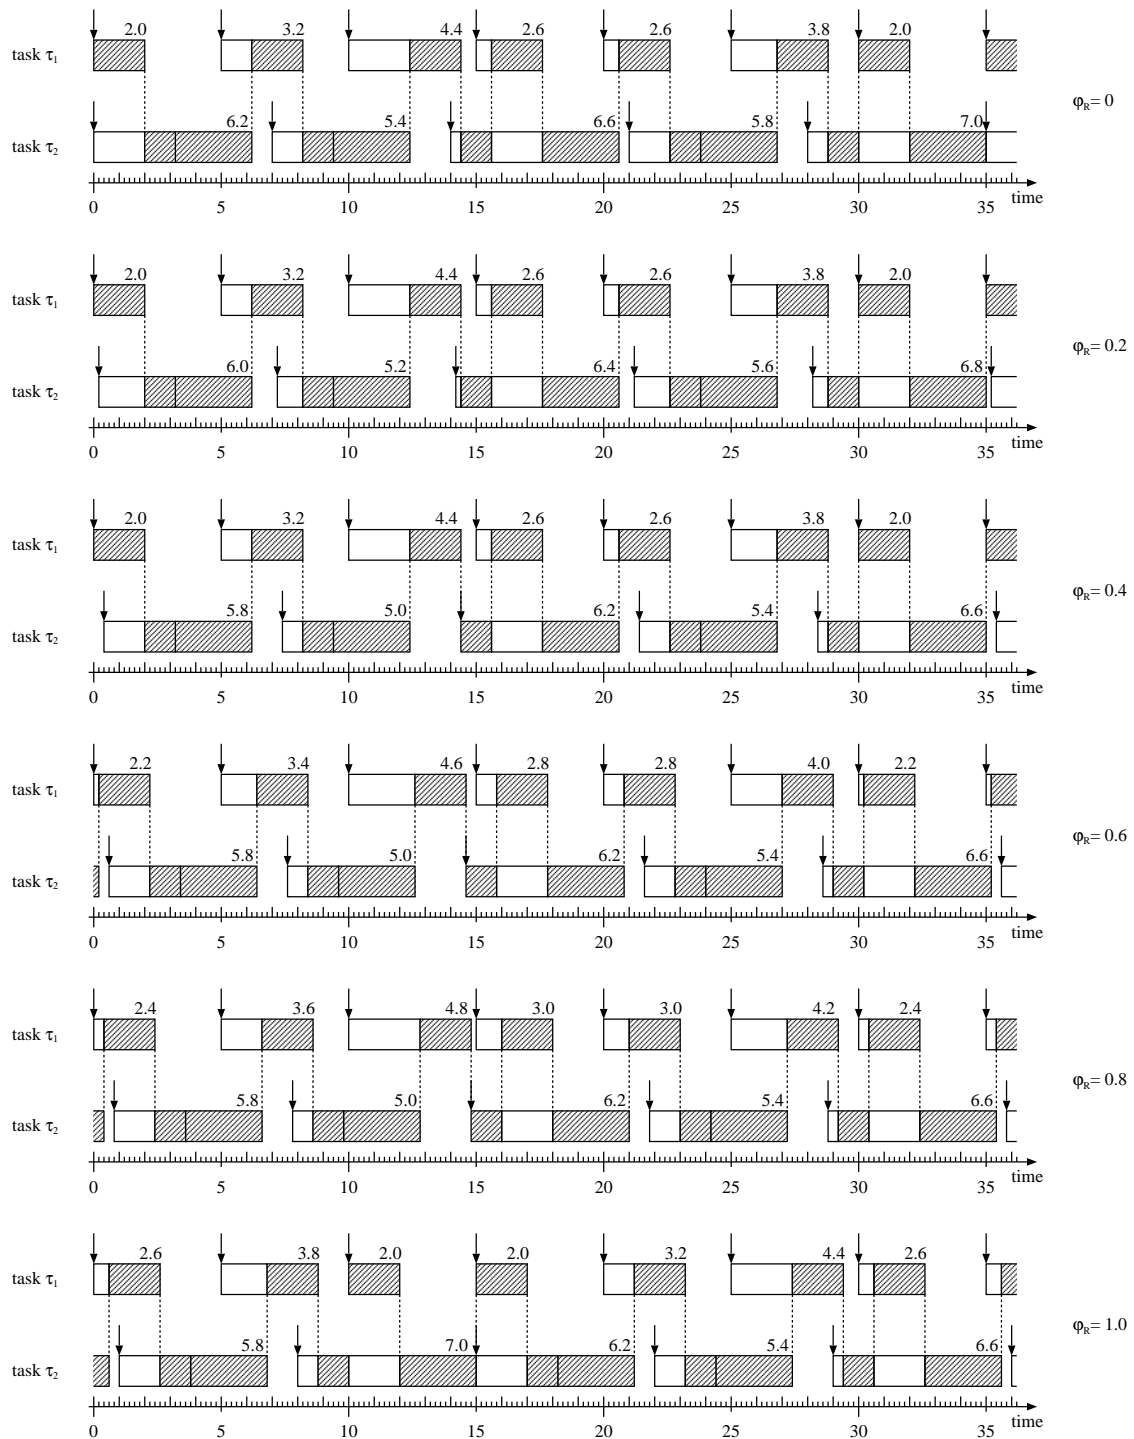 2.0 3.2 4.4 2.6 2.6 3.8 2.0
task τ1
φR= 0
6.2 5.4 6.6 5.8 7.0
task τ2
time
0 5 10 15 20 25 30 35
2.0 3.2 4.4 2.6 2.6 3.8 2.0
task τ1
φR= 0.2
6.0 5.2 6.4 5.6 6.8
task τ2
time
0 5 10 15 20 25 30 35
2.0 3.2 4.4 2.6 2.6 3.8 2.0
task τ1
φR= 0.4
5.8 5.0 6.2 5.4 6.6
task τ2
time
0 5 10 15 20 25 30 35
2.2 3.4 4.6 2.8 2.8 4.0 2.2
task τ1
φR= 0.6
5.8 5.0 6.2 5.4 6.6
task τ2
time
0 5 10 15 20 25 30 35
2.4 3.6 4.8 3.0 3.0 4.2 2.4
task τ1
φR= 0.8
5.8 5.0 6.2 5.4 6.6
task τ2
time
0 5 10 15 20 25 30 35
2.6 3.8 2.0 2.0 3.2 4.4 2.6
task τ1
φR= 1.0
5.8 7.0 6.2 5.4 6.6
task τ2
time
0 5 10 15 20 25 30 35